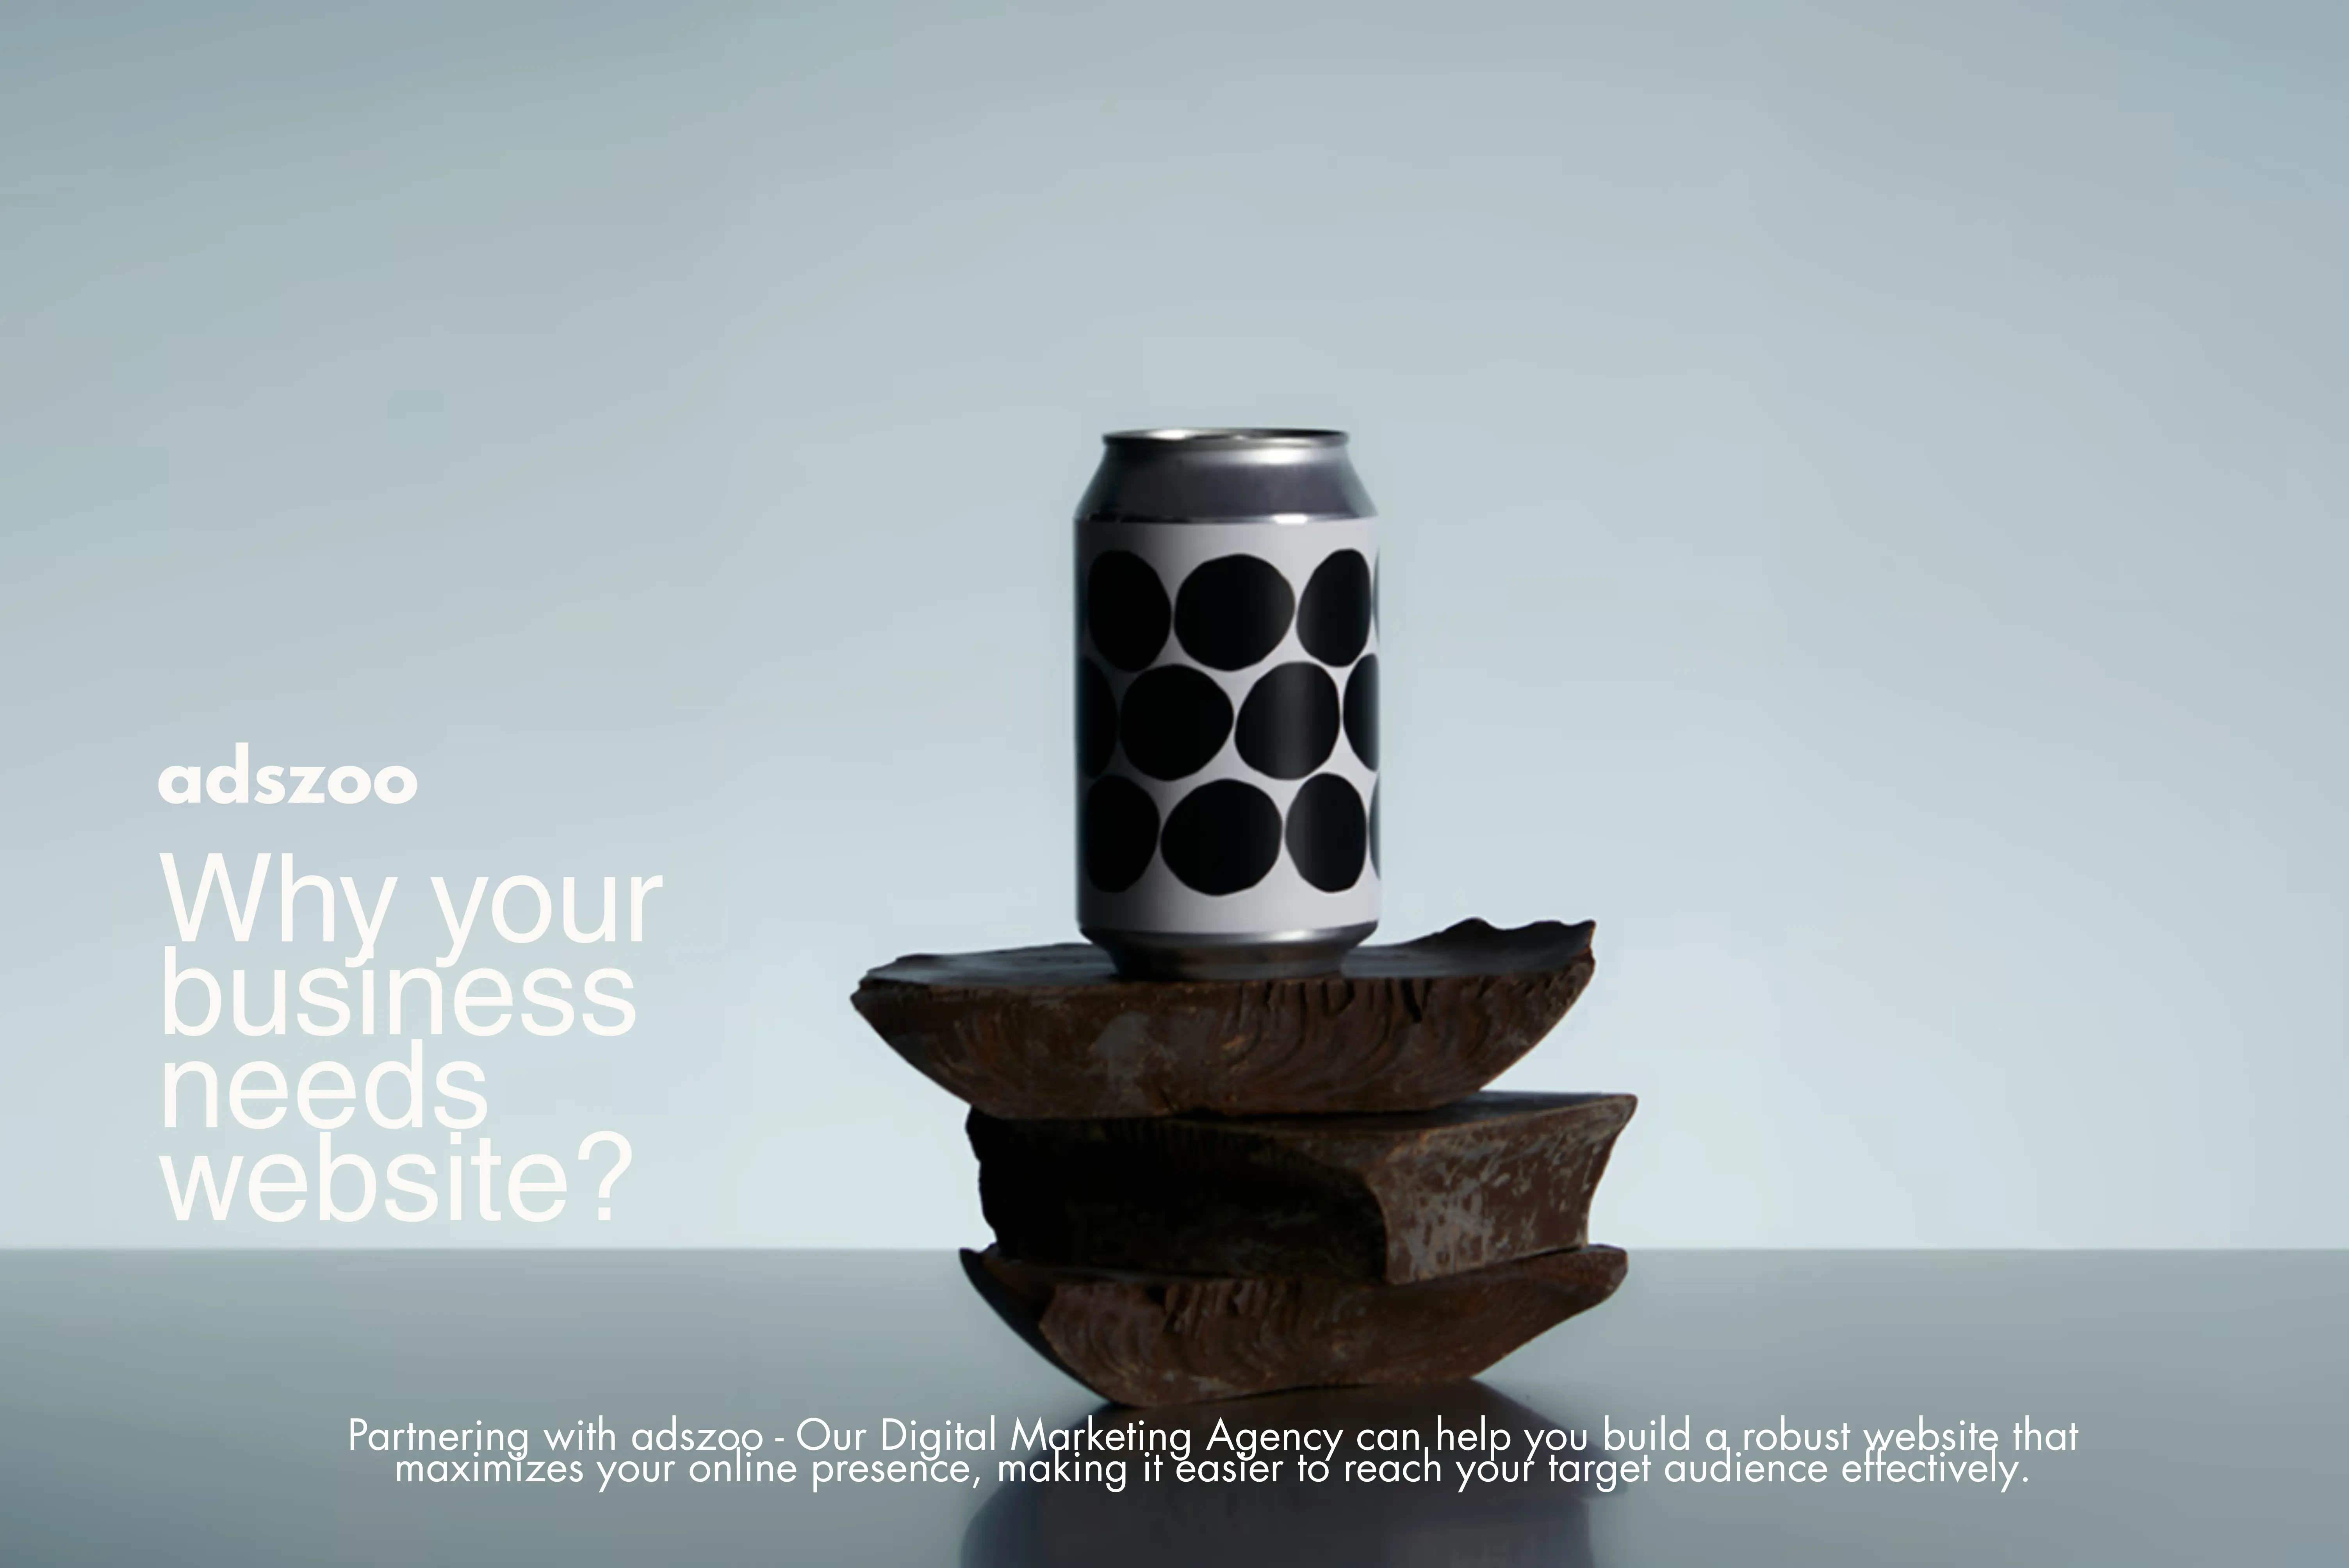 adszoo
Why your
business
needs
website?
Partnering with adszoo - Our Digital Marketing Agency can help you build a robust website that
maximizes your online presence, making it easier to reach your target audience effectively.